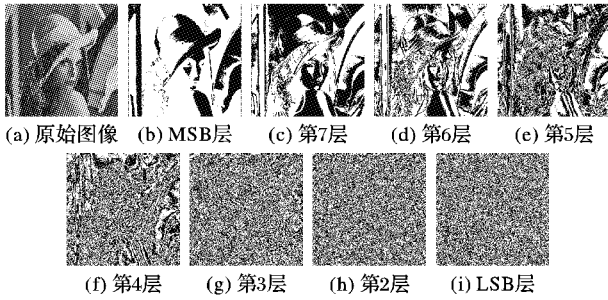 (a) 原始图像 (b) MSB层 (c) 第7层 (d) 第6层 (e) 第5层
(f) 第4层 (g) 第3层 (h) 第2层 (i) LSB层